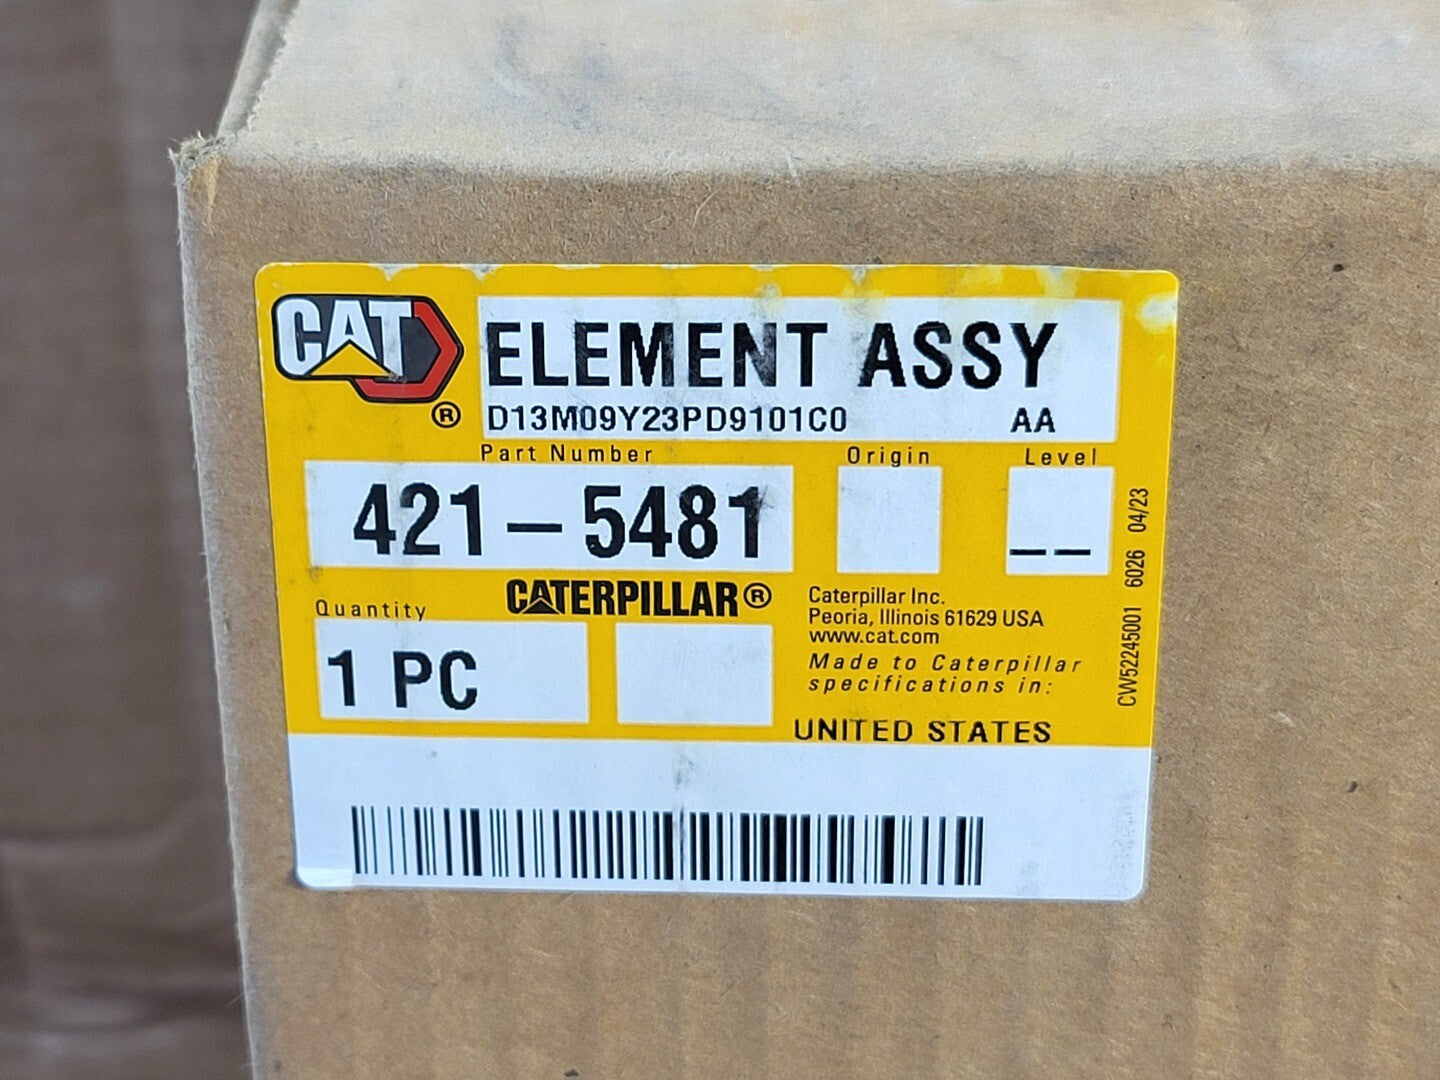 CAT
®
ELEMENT ASSY
D13M09Y23PD9101C0 AA
Part Number Origin Level
421-5481 --
CATERPILLAR®
Quantity
1 PC
Caterpillar Inc.
Peoria, Illinois 61629 USA
www.cat.com
Made to Caterpillar
specifications in:
UNITED STATES
CW52245001 6026 04/23